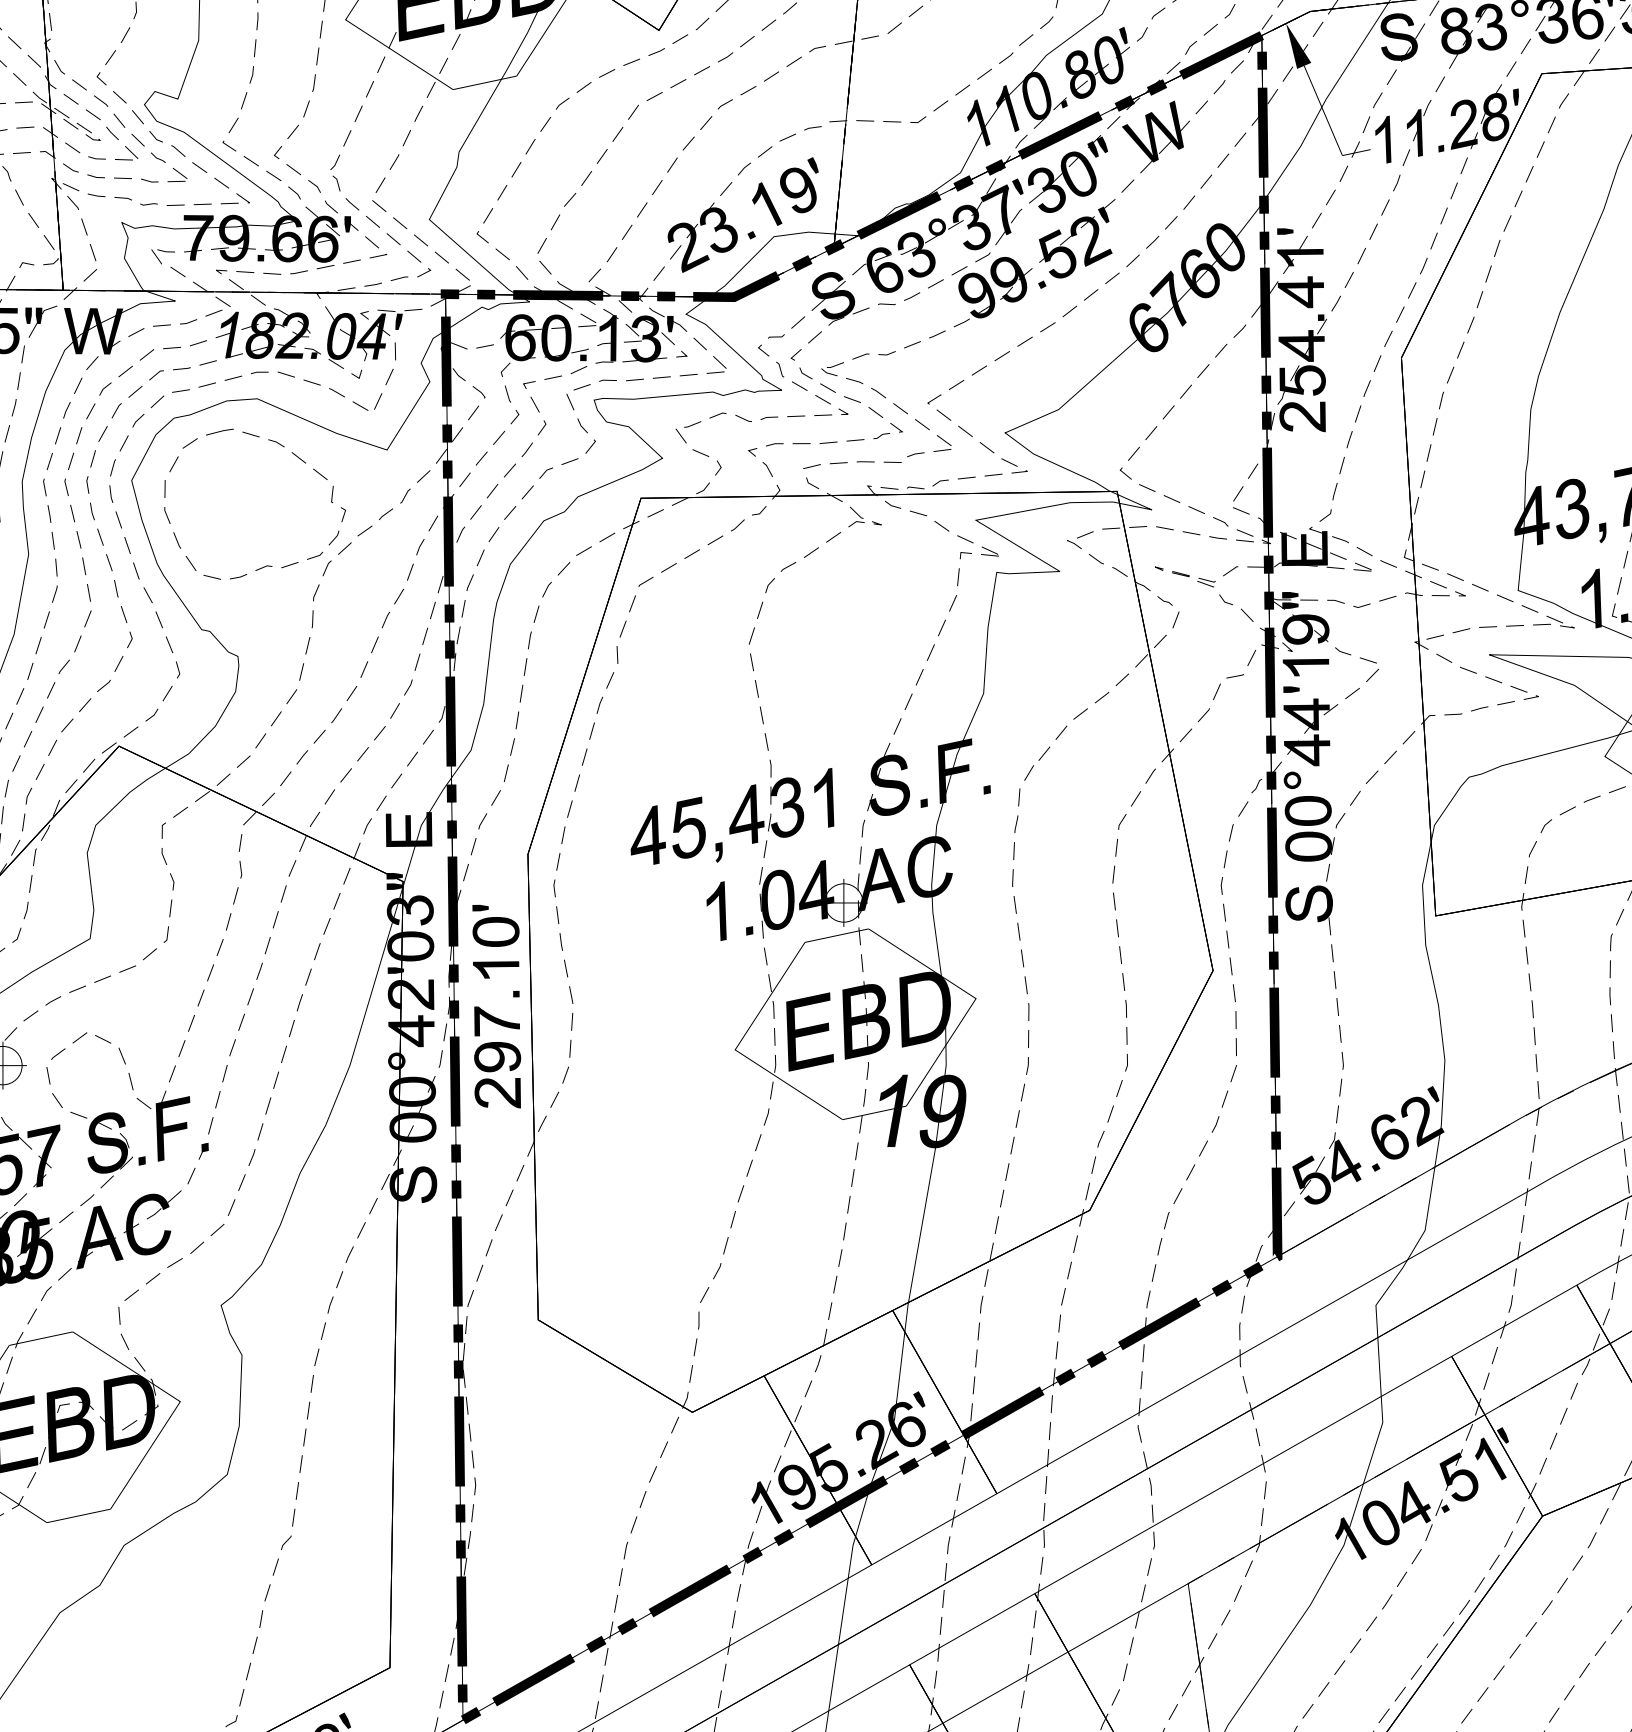 EBD
S 83°36'
110.80'
11.28'
23.19'
S 63°37'30" W
99.52'
79.66'
5" W
182.04'
60.13'
6760
254.41'
S 00°44'19" E
43,7
1.
45,431 S.F.
1.04 AC
EBD
19
S 00°42'03" E
297.10'
57 S.F.
35 AC
EBD
54.62'
195.26'
104.51'